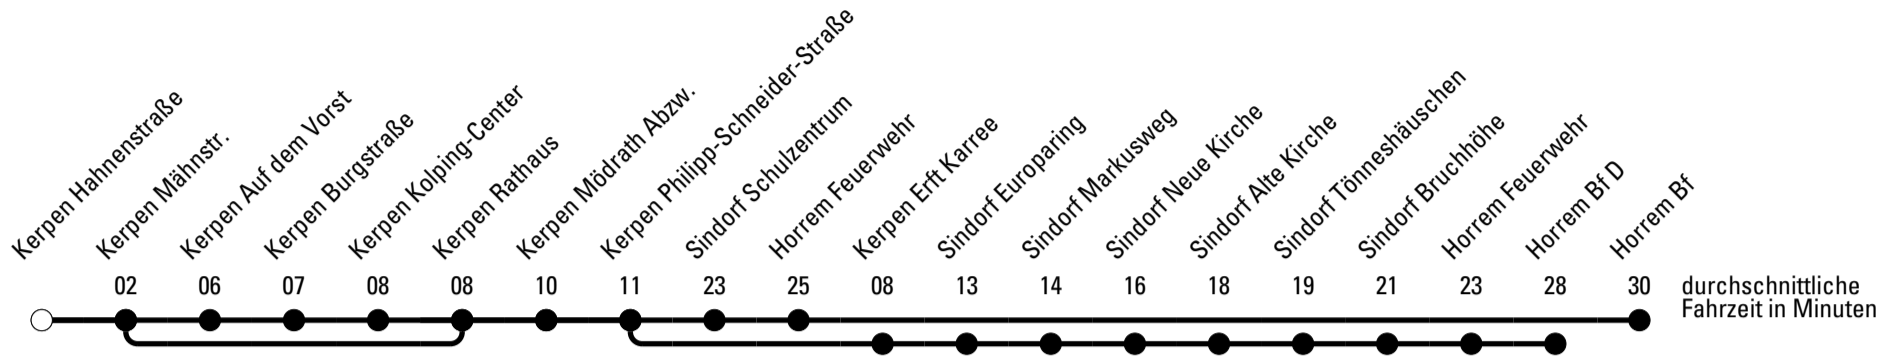 Kerpen Hahnenstraße
Kerpen Mähnstr.
Kerpen Auf dem Vorst
Kerpen Burgstraße
Kerpen Kolping-Center
Kerpen Rathaus
Kerpen Mödrath Abzw.
Kerpen Philipp-Schneider-Straße
Sindorf Schulzentrum
Horrem Feuerwehr
Kerpen Erft Karree
Sindorf Europaring
Sindorf Markusweg
Sindorf Neue Kirche
Sindorf Alte Kirche
Sindorf Tönneshäuschen
Sindorf Bruchhöhe
Horrem Feuerwehr
Horrem Bf D
Horrem Bf
02 06 07 08 08 10 11 23 25 08 13 14 16 18 19 21 23 28 30 durchschnittliche
Fahrzeit in Minuten